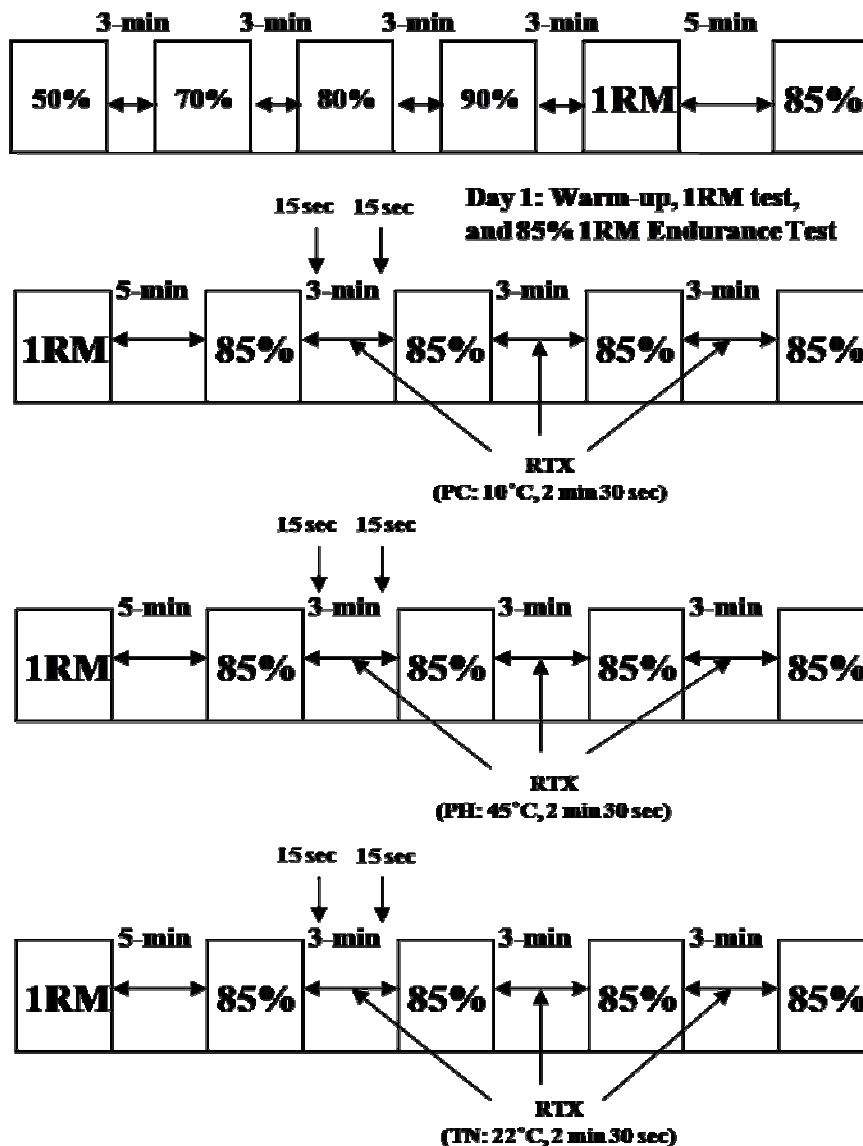 3-min 3-min 3-min 3-min 5-min
50% 70% 80% 90% 1RM 85%
Day 1: Warm-up, 1RM test,
and 85% 1RM Endurance Test
15 sec 15 sec
5-min 3-min 3-min 3-min
1RM 85% 85% 85% 85%
RTX
(PC: 10°C, 2 min 30 sec)
15 sec 15 sec
5-min 3-min 3-min 3-min
1RM 85% 85% 85% 85%
RTX
(PH: 45°C, 2 min 30 sec)
15 sec 15 sec
5-min 3-min 3-min 3-min
1RM 85% 85% 85% 85%
RTX
(TN: 22°C, 2 min 30 sec)